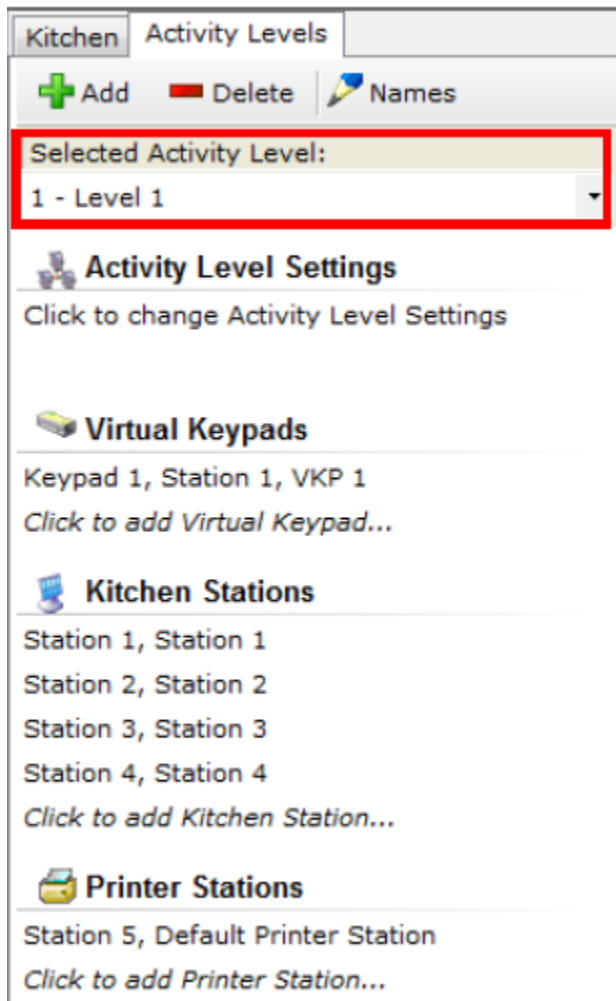 Kitchen Activity Levels
Add Delete Names
Selected Activity Level:
1 - Level 1
Activity Level Settings
Click to change Activity Level Settings
Virtual Keypads
Keypad 1, Station 1, VKP 1
Click to add Virtual Keypad...
Kitchen Stations
Station 1, Station 1
Station 2, Station 2
Station 3, Station 3
Station 4, Station 4
Click to add Kitchen Station...
Printer Stations
Station 5, Default Printer Station
Click to add Printer Station...